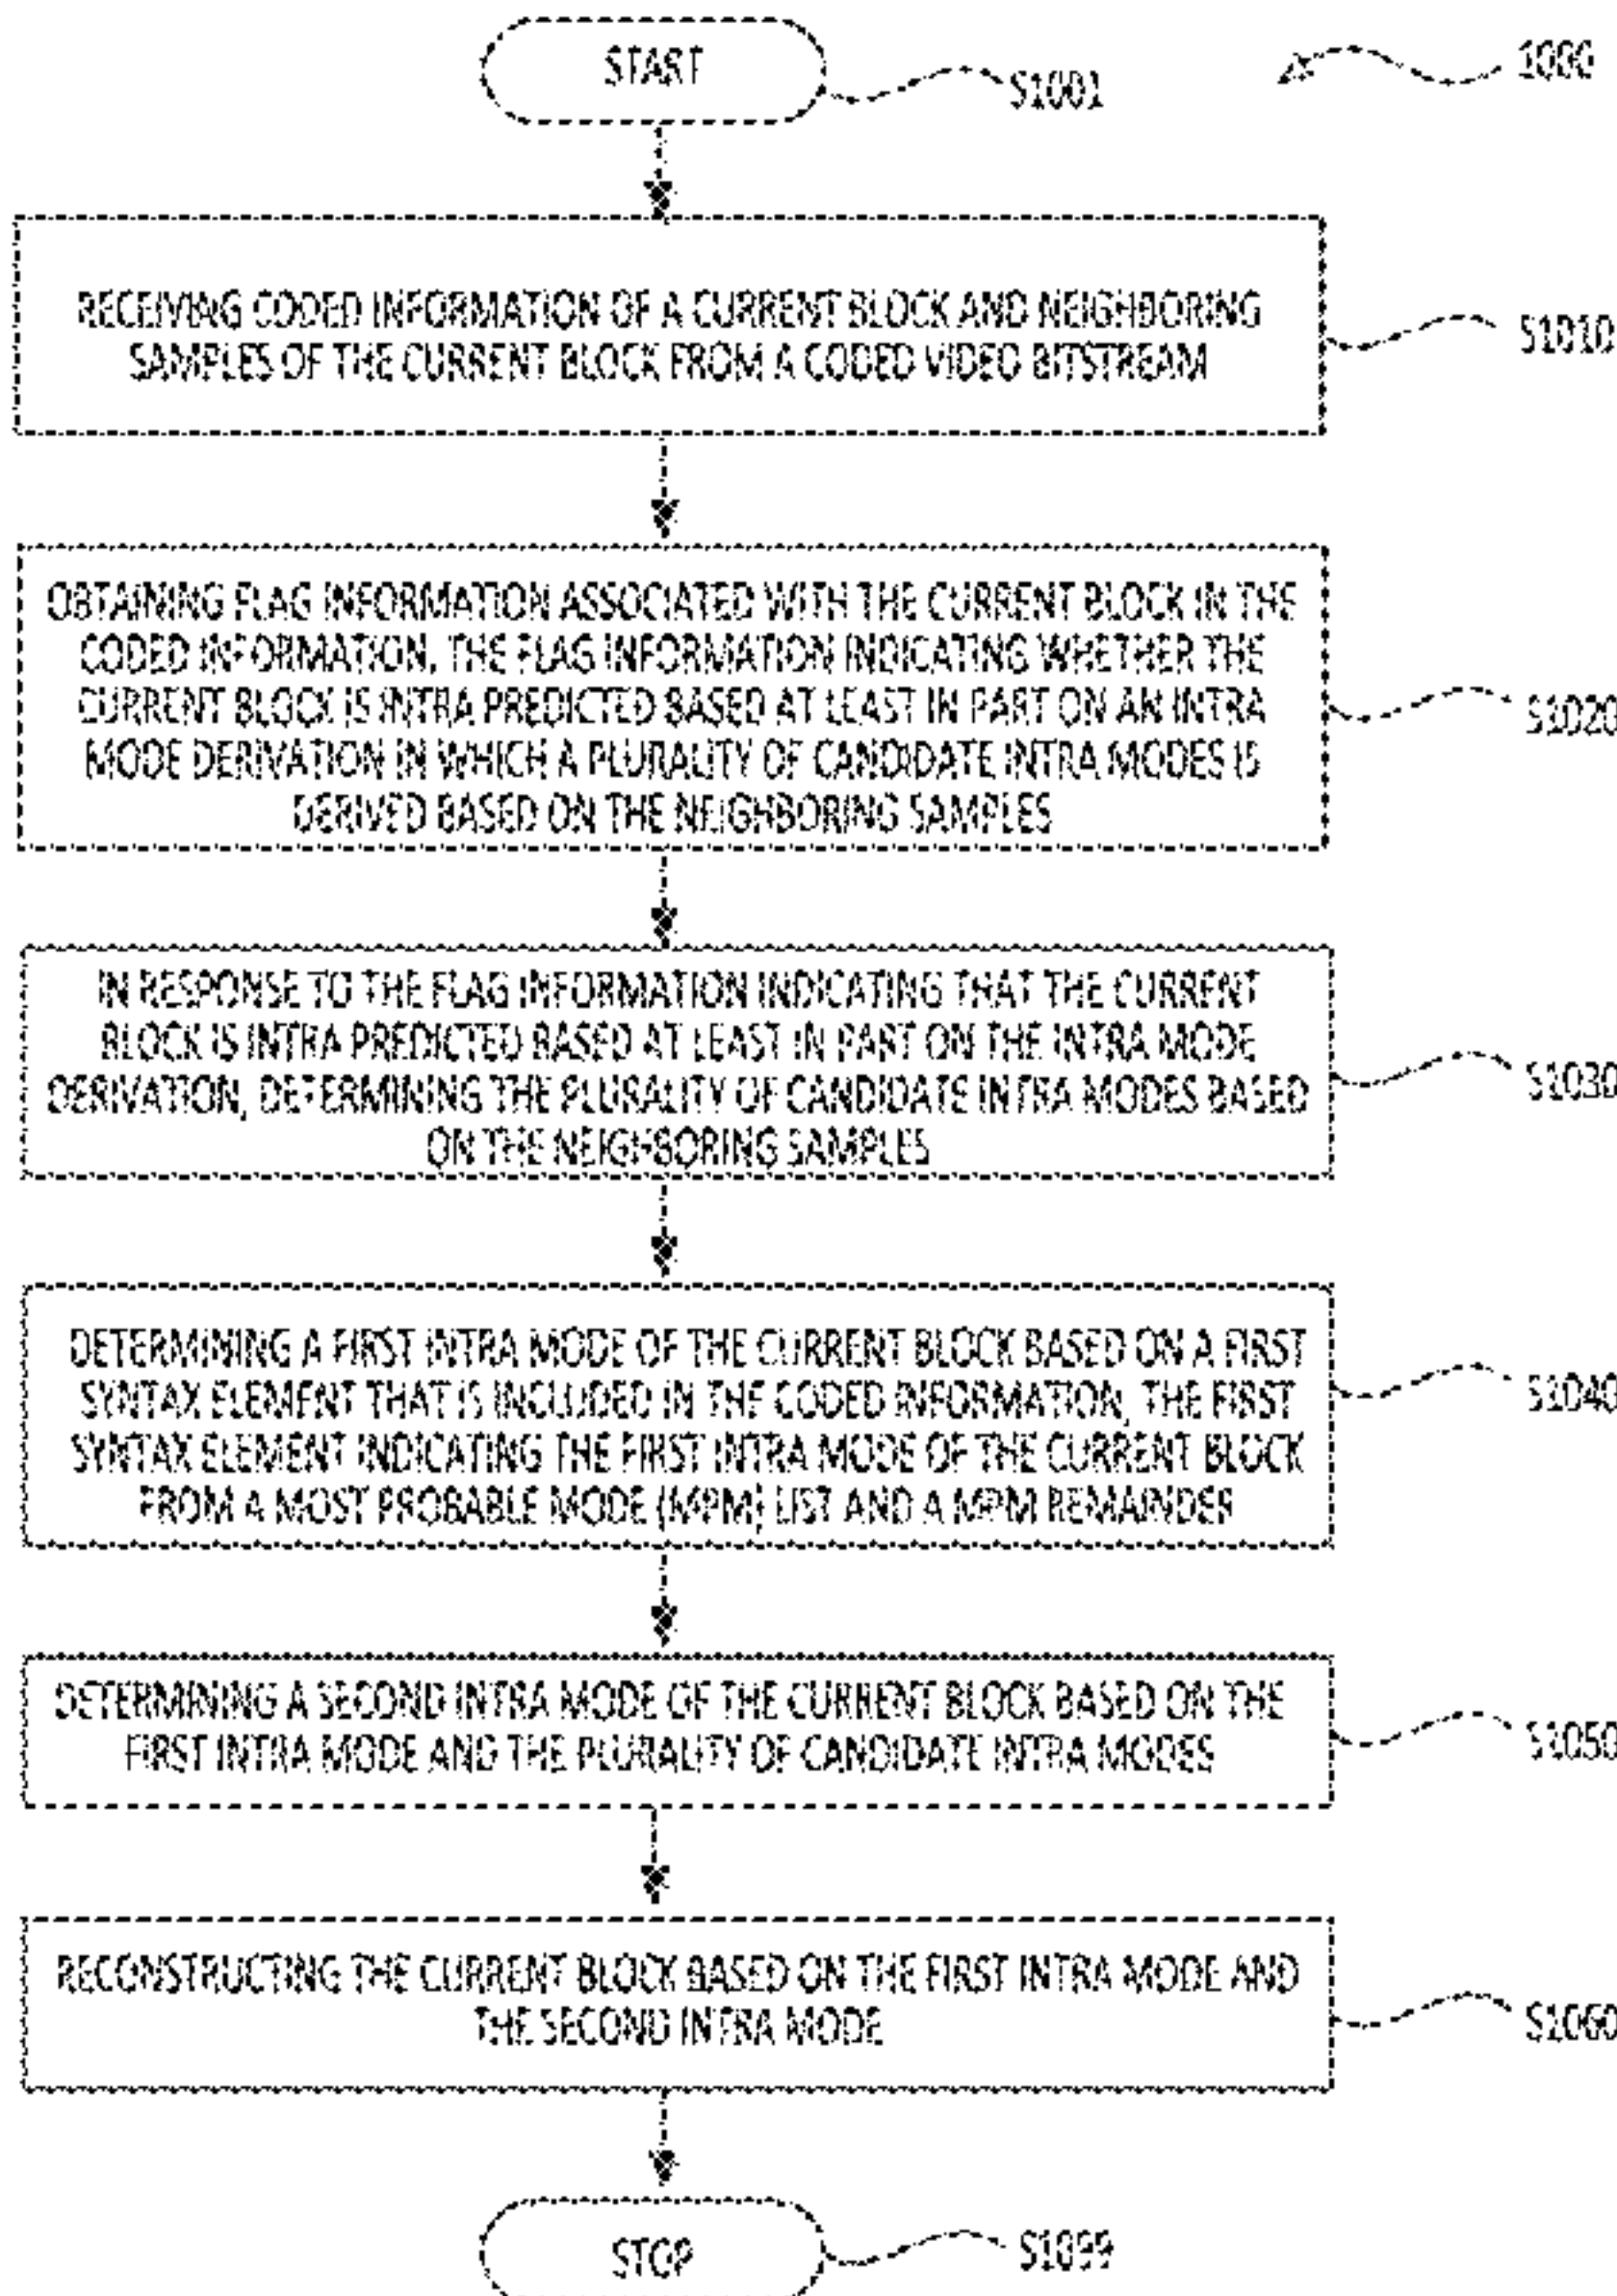 START
S1001
1000
RECEIVING CODED INFORMATION OF A CURRENT BLOCK AND NEIGHBORING
SAMPLES OF THE CURRENT BLOCK FROM A CODED VIDEO BITSTREAM
S1010
OBTAINING FLAG INFORMATION ASSOCIATED WITH THE CURRENT BLOCK IN THE
CODED INFORMATION, THE FLAG INFORMATION INDICATING WHETHER THE
CURRENT BLOCK IS INTRA PREDICTED BASED AT LEAST IN PART ON AN INTRA
MODE DERIVATION IN WHICH A PLURALITY OF CANDIDATE INTRA MODES IS
DERIVED BASED ON THE NEIGHBORING SAMPLES
S1020
IN RESPONSE TO THE FLAG INFORMATION INDICATING THAT THE CURRENT
BLOCK IS INTRA PREDICTED BASED AT LEAST IN PART ON THE INTRA MODE
DERIVATION, DETERMINING THE PLURALITY OF CANDIDATE INTRA MODES BASED
ON THE NEIGHBORING SAMPLES
S1030
DETERMINING A FIRST INTRA MODE OF THE CURRENT BLOCK BASED ON A FIRST
SYNTAX ELEMENT THAT IS INCLUDED IN THE CODED INFORMATION, THE FIRST
SYNTAX ELEMENT INDICATING THE FIRST INTRA MODE OF THE CURRENT BLOCK
FROM A MOST PROBABLE MODE (MPM) LIST AND A MPM REMAINDER
S1040
DETERMINING A SECOND INTRA MODE OF THE CURRENT BLOCK BASED ON THE
FIRST INTRA MODE AND THE PLURALITY OF CANDIDATE INTRA MODES
S1050
RECONSTRUCTING THE CURRENT BLOCK BASED ON THE FIRST INTRA MODE AND
THE SECOND INTRA MODE
S1060
STOP
S1099